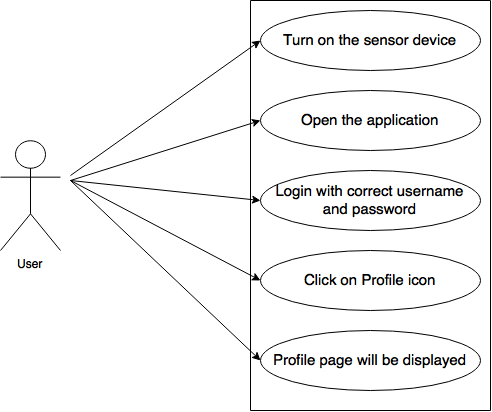 Turn on the sensor device
Open the application
Login with correct username
and password
User
Click on Profile icon
Profile page will be displayed